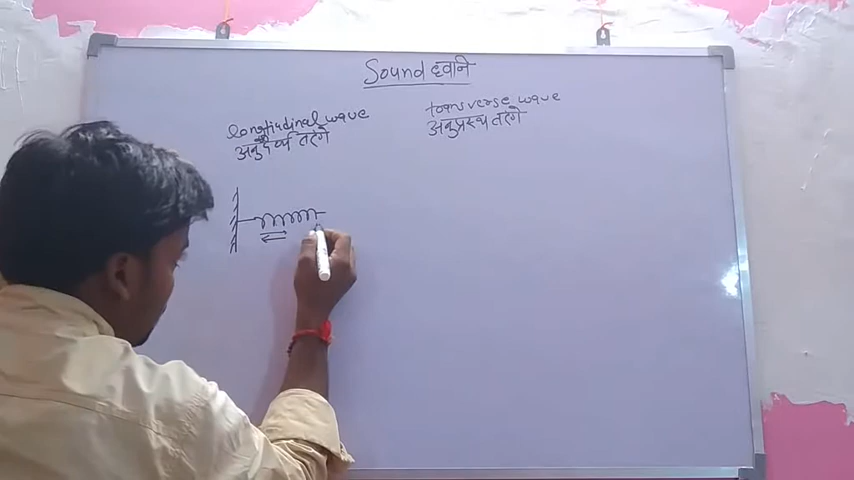 Sound ध्वनि
longitudinal wave
अनुदैर्ध्य तरंगे
transverse wave
अनुप्रस्थ तरंगे